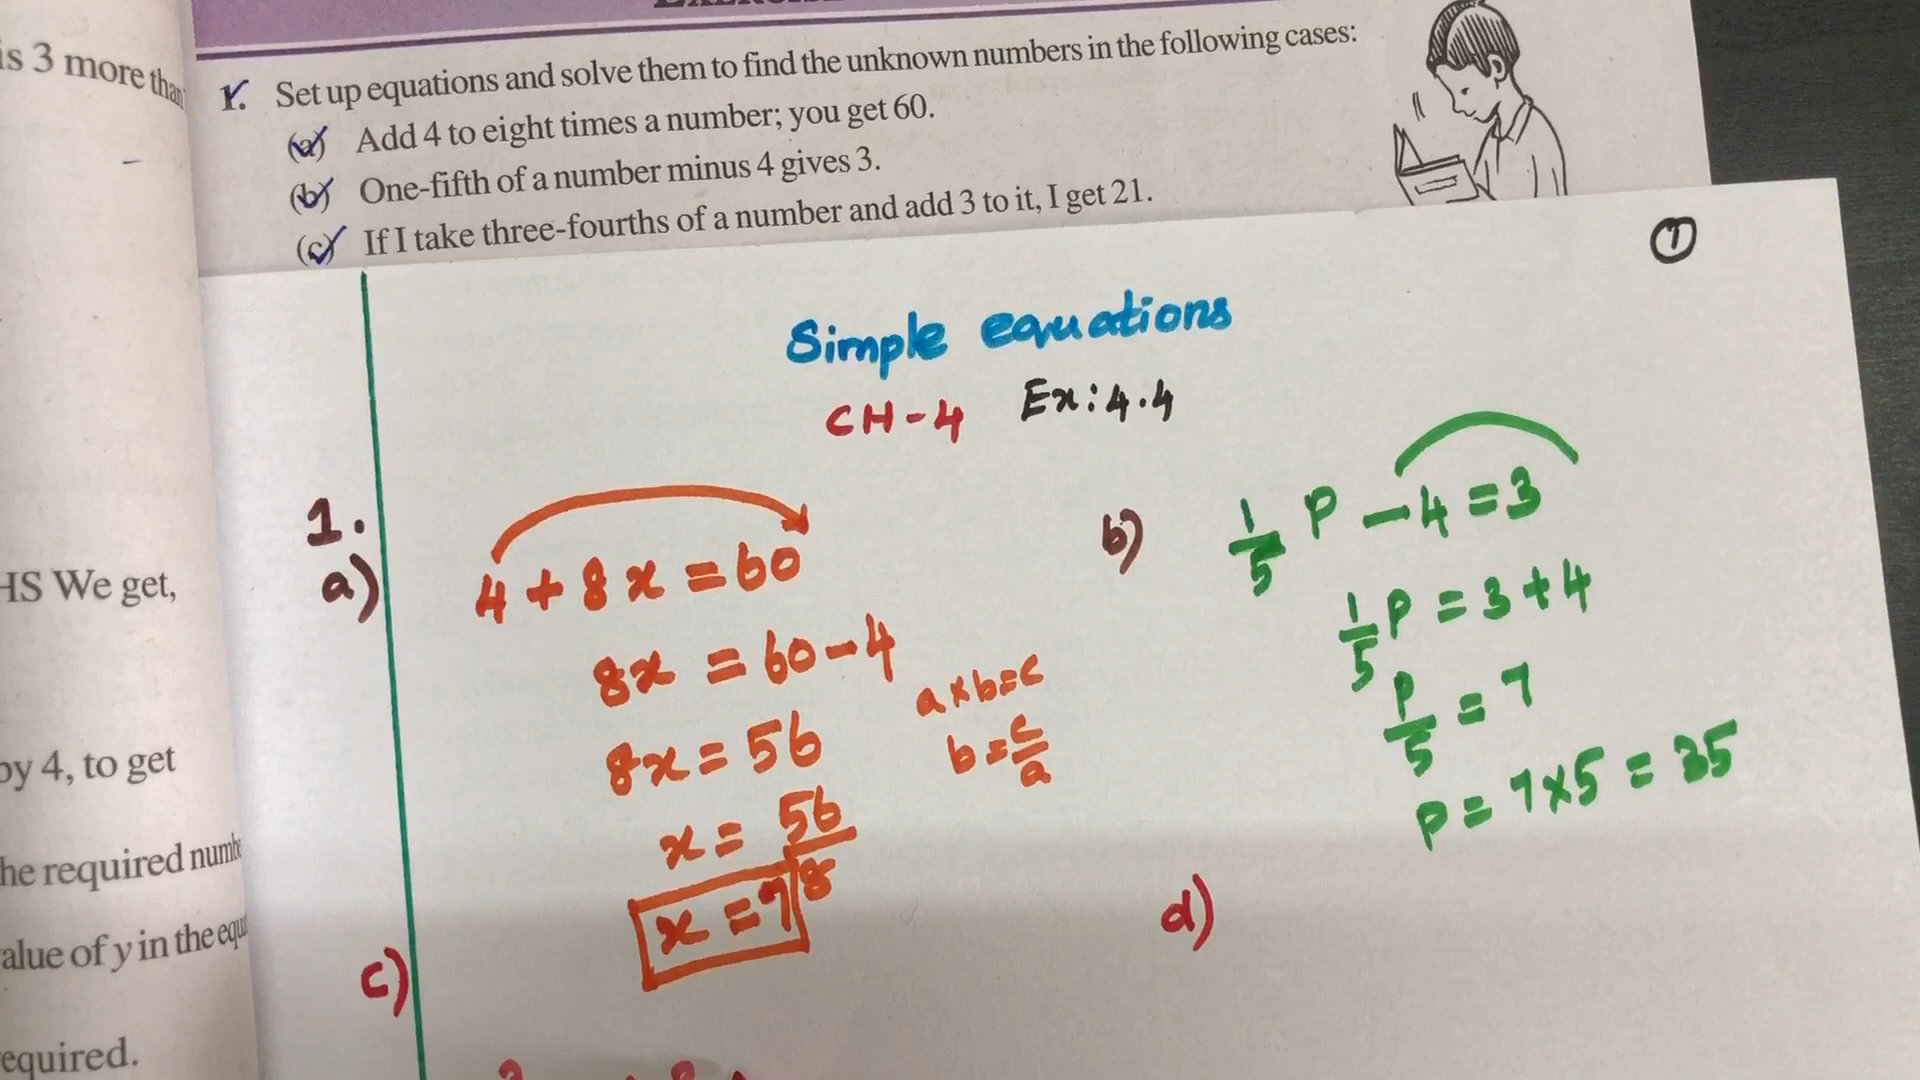 is 3 more than
1. Set up equations and solve them to find the unknown numbers in the following cases:
(a) Add 4 to eight times a number; you get 60.
(b) One-fifth of a number minus 4 gives 3.
(c) If I take three-fourths of a number and add 3 to it, I get 21.
HS We get,
by 4, to get
he required numbe
alue of y in the equ
equired.
1
Simple equations
CH-4 Ex:4.4
1.
a)
4 + 8x = 60
8x = 60-4
8x = 56
x = 56/8
x = 7
a x b = c
b = c/a
b)
1/5 P - 4 = 3
1/5 P = 3 + 4
P/5 = 7
P = 7x5 = 35
c)
d)